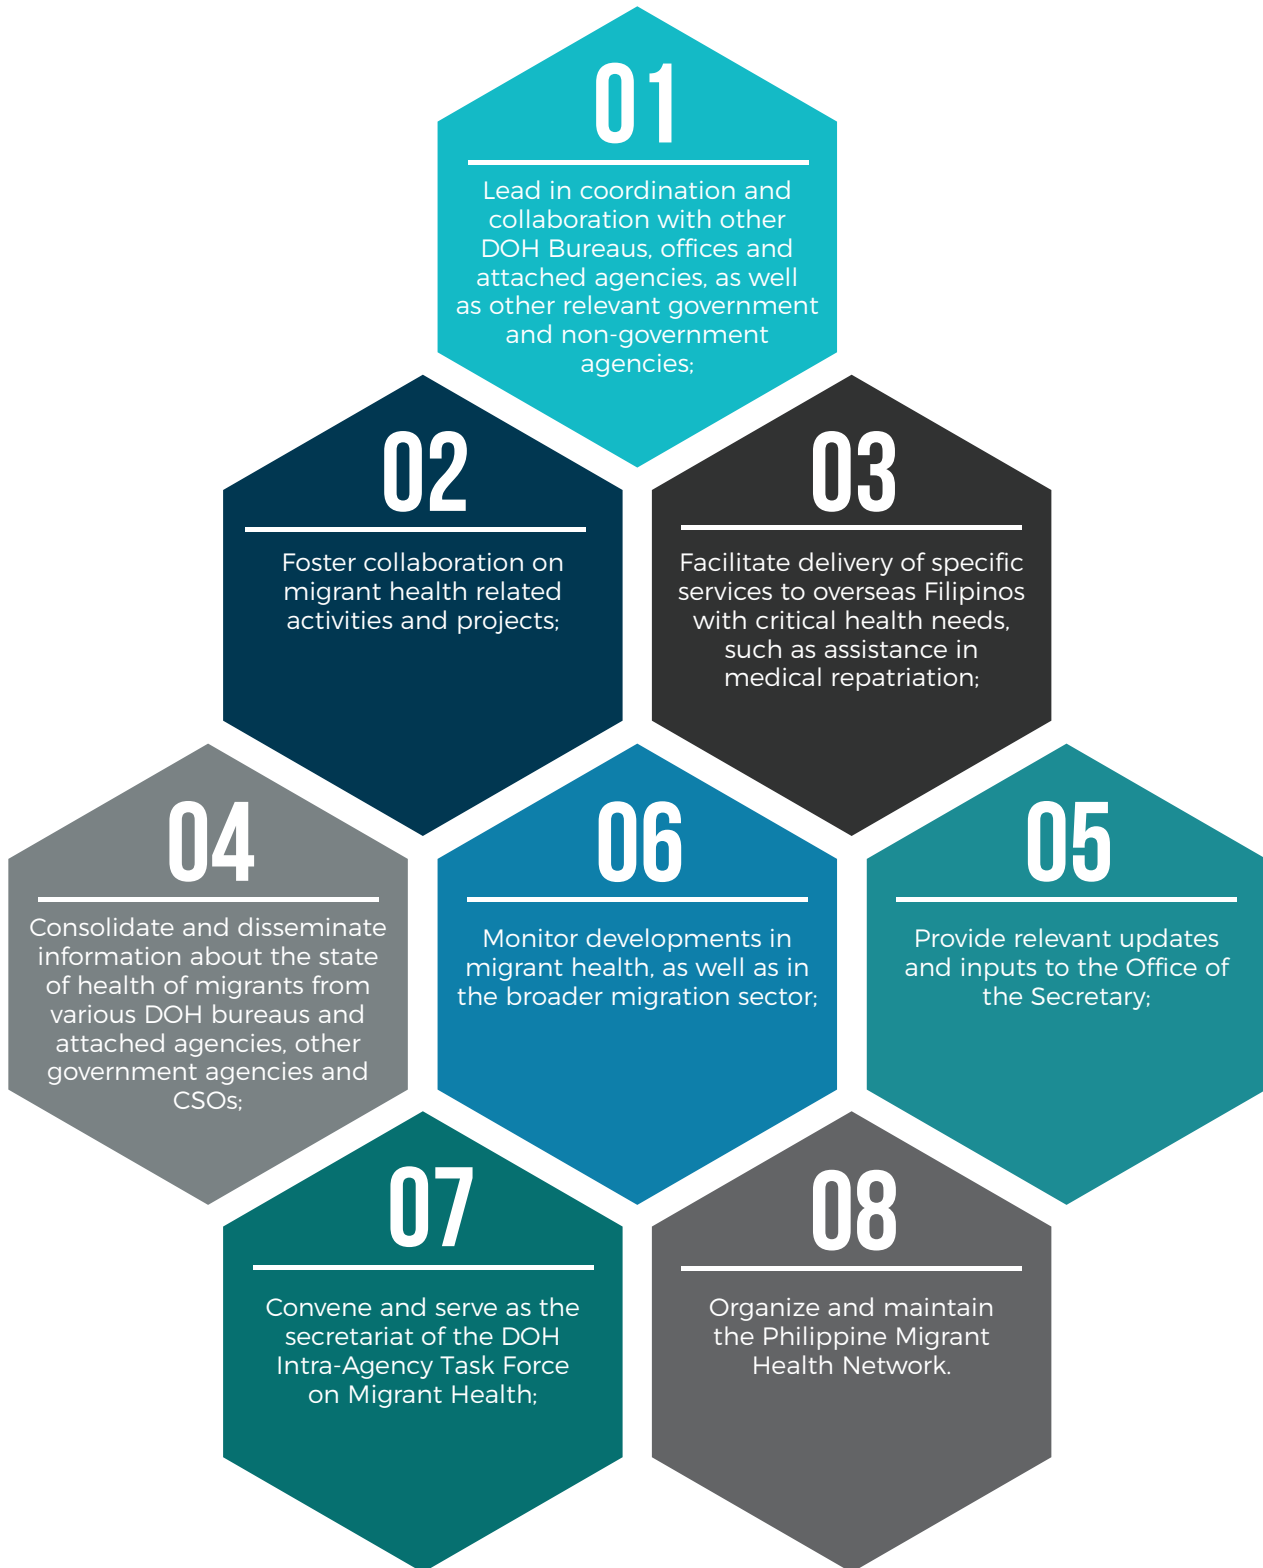 01
Lead in coordination and
collaboration with other
DOH Bureaus, offices and
attached agencies, as well
as other relevant government
and non-government
agencies;
02
Foster collaboration on
migrant health related
activities and projects;
03
Facilitate delivery of specific
services to overseas Filipinos
with critical health needs,
such as assistance in
medical repatriation;
04
Consolidate and disseminate
information about the state
of health of migrants from
various DOH bureaus and
attached agencies, other
government agencies and
CSOs;
06
Monitor developments in
migrant health, as well as in
the broader migration sector;
05
Provide relevant updates
and inputs to the Office of
the Secretary;
07
Convene and serve as the
secretariat of the DOH
Intra-Agency Task Force
on Migrant Health;
08
Organize and maintain
the Philippine Migrant
Health Network.